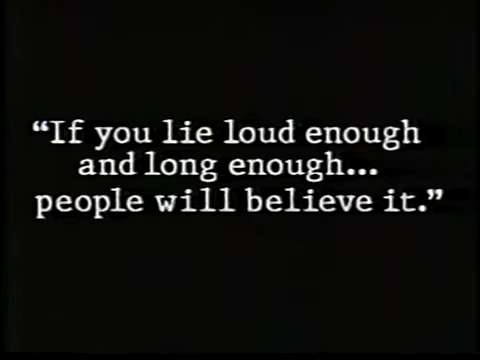 “If you lie loud enough
and long enough...
people will believe it.”